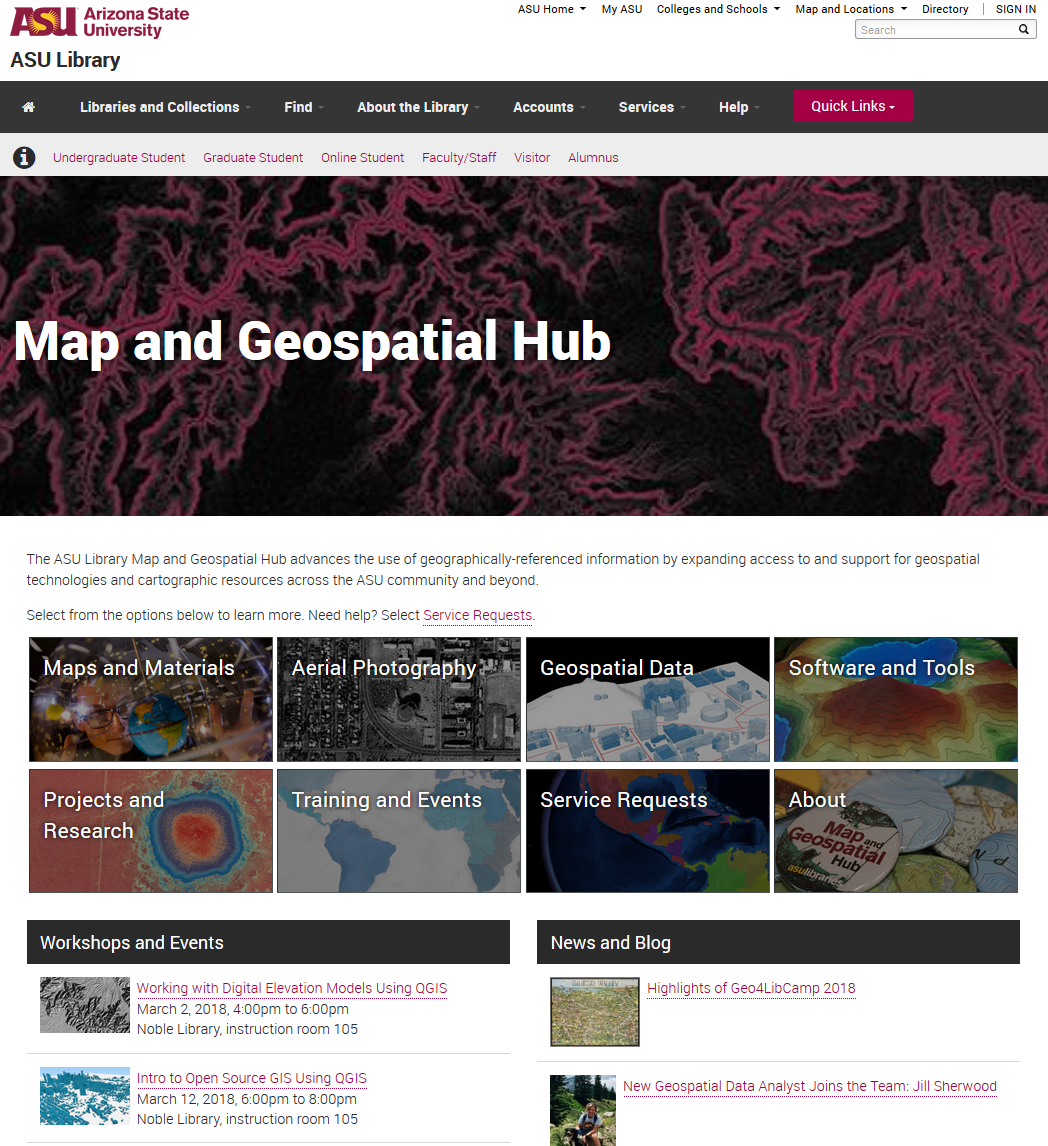 ASU Arizona State
University
ASU Home My ASU Colleges and Schools Map and Locations Directory | SIGN IN
Search
ASU Library
Libraries and Collections Find About the Library Accounts Services Help Quick Links
Undergraduate Student Graduate Student Online Student Faculty/Staff Visitor Alumnus
Map and Geospatial Hub
The ASU Library Map and Geospatial Hub advances the use of geographically-referenced information by expanding access to and support for geospatial
technologies and cartographic resources across the ASU community and beyond.
Select from the options below to learn more. Need help? Select Service Requests.
Maps and Materials
Aerial Photography
Geospatial Data
Software and Tools
Projects and
Research
Training and Events
Service Requests
About
Map and
Geospatial
Hub
asulibraries
Workshops and Events
Working with Digital Elevation Models Using QGIS
March 2, 2018, 4:00pm to 6:00pm
Noble Library, instruction room 105
Intro to Open Source GIS Using QGIS
March 12, 2018, 6:00pm to 8:00pm
Noble Library, instruction room 105
News and Blog
Highlights of Geo4LibCamp 2018
New Geospatial Data Analyst Joins the Team: Jill Sherwood